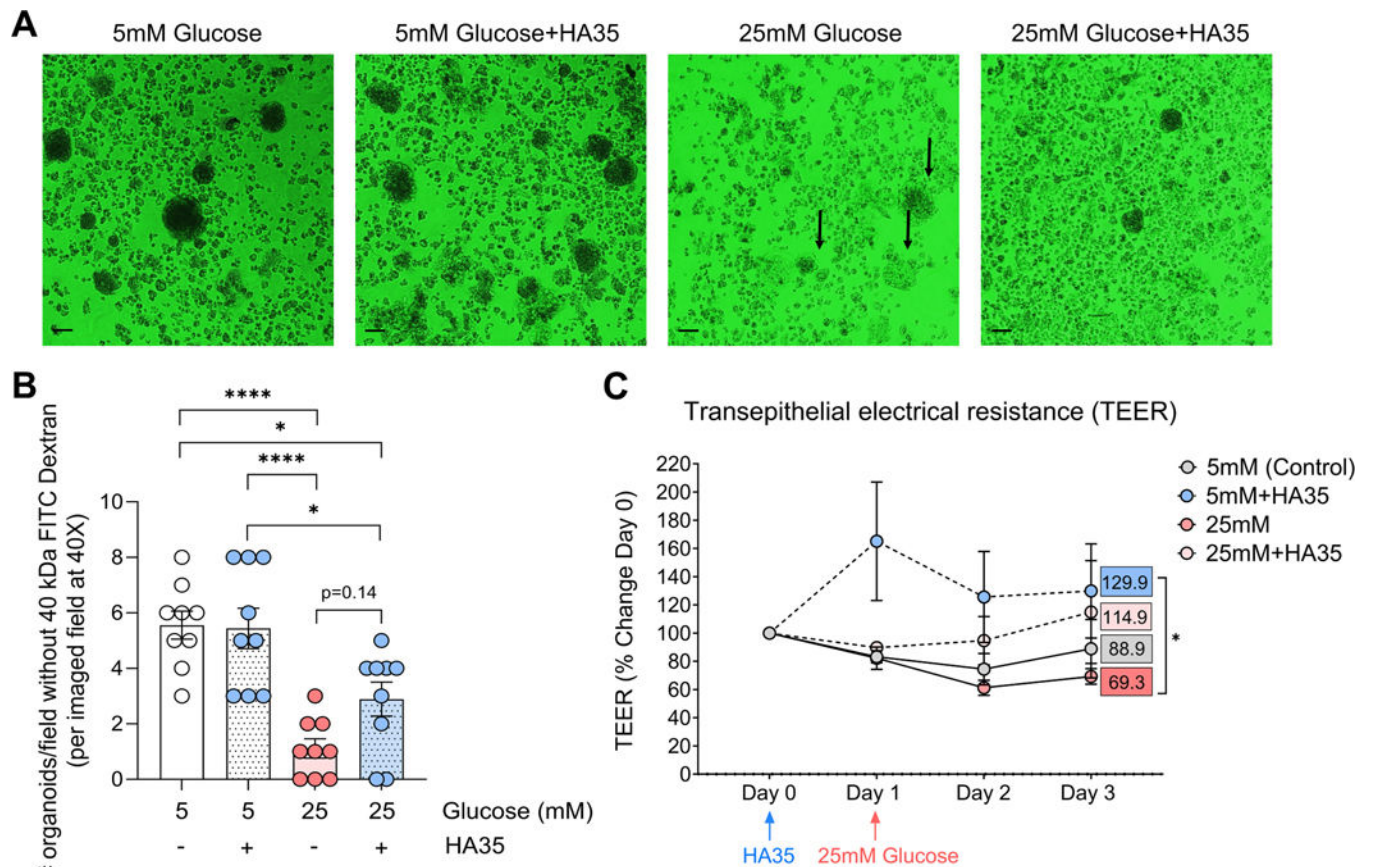 A
5mM Glucose
5mM Glucose+HA35
25mM Glucose
25mM Glucose+HA35
B
organoids/field without 40 kDa FITC Dextran
(per imaged field at 40X)
****
*
****
*
p=0.14
10
8
6
4
2
0
5 5 25 25 Glucose (mM)
- + - + HA35
C
Transepithelial electrical resistance (TEER)
TEER (% Change Day 0)
220
200
180
160
140
120
100
80
60
40
20
0
Day 0 Day 1 Day 2 Day 3
HA35 25mM Glucose
129.9
114.9
88.9
69.3
*
5mM (Control)
5mM+HA35
25mM
25mM+HA35